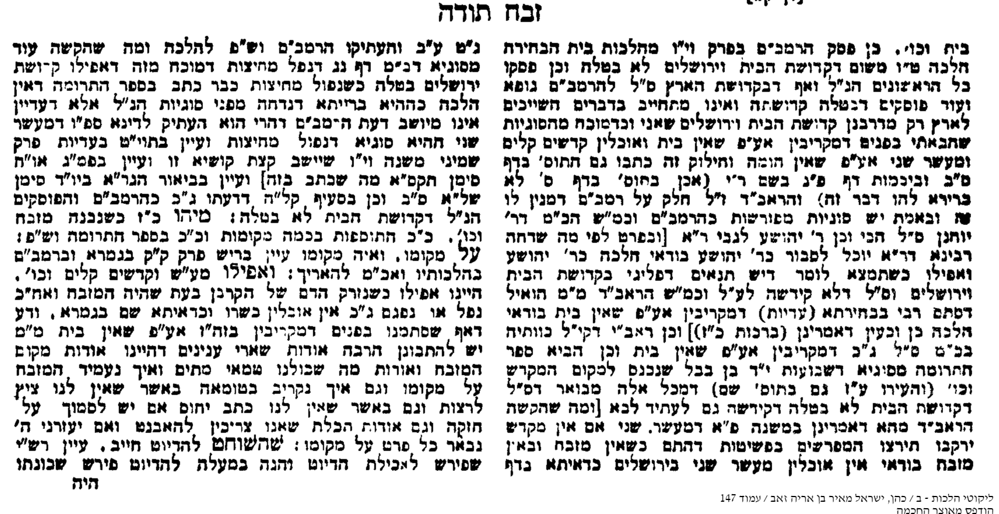 זבח תודה
בית וכו׳. כן פסק הרמב״ם בפרק וי״ו מהלכות בית הבחירה
הלכה ט״ו משום דקדושת הבית וירושלים לא בטלה וכן פסקו
כל הראשונים הנ״ל ואף דבקדושת הארץ ס״ל להרמב״ם גופא
ועוד פוסקים דבטלה קדושתה ואינו מתחייב בדברים השייכים
לארץ רק מדרבנן קדושת הבית וירושלים שאני וכדמוכח מהסוגיות
שהבאתי בפנים דמקריבין אע״פ שאין בית ואוכלין קדשים קלים
ומעשר שני אע״פ שאין חומה וחילוק זה כתבו גם התוס׳ בדף
ס״ב וביבמות דף פ״ג בשם ר״י (אכן בתוס׳ בדף ס׳ לא
ברירא להו דבר זה) והראב״ד ז״ל חלק על רמב״ם דמנין לו
זה ובאמת יש סוגיות מפורשות כהרמב״ם וכמ״ש הכ״מ דר׳
יוחנן ס״ל הכי וכן ר׳ יהושע לגבי ר״א [ובפרט לפי מה שדחה
רבינא דר״א יוכל לסבור כר׳ יהושע בודאי הלכה כר׳ יהושע
ואפילו כשתמצא לומר דיש תנאים דפליגי בקדושת הבית
וירושלים וס״ל דלא קידשה לע״ל וכמ״ש הראב״ד מ״מ הואיל
דסתם רבי בבחירתא (עדיות) דמקריבין אע״פ שאין בית בודאי
הלכה כן וכעין דאמרינן (ברכות כ״ז)] וכן ראב״י דקי״ל כוותיה
בכ״מ ס״ל ג״כ דמקריבין אע״פ שאין בית וכן הביא ספר
התרומה מסוגיא דשבועות י״ד בן בבל שנכנס למקום המקדש
וכו׳ (והעירו ע״ז גם בתוס׳ שם) דמכל אלה מבואר דס״ל
דקדושת הבית לא בטלה דקידשה גם לעתיד לבא [ומה שהקשה
הראב״ד מהא דאמרינן במשנה פ״א דמעשר. שני אם אין מקדש
ירקבו תירצו המפרשים בפשיטות דהתם כשאין מזבח ובאין
מזבח בודאי אין אוכלין מעשר שני בירושלים כדאיתא בדף
נ״ט ע״ב והעתיקו הרמב״ם וש״פ להלכה ומה שהקשה עוד
מסוגיא דב״מ דף נג דנפל מחיצות דמוכח מזה דאפילו קדושת
ירושלים בטלה כשנפול מחיצות כבר כתב בספר התרומה דאין
הלכה כההיא ברייתא דנדחה מפני סוגיות הנ״ל אלא דעדיין
אינו מיושב דעת הרמב״ם דהרי הוא העתיק לדינא ספ״ו דמעשר
שני ההיא סוגיא דנפול מחיצות ועיין בתוי״ט בעדיות פרק
שמיני משנה וי״ו שיישב קצת קושיא זו ועיין בפמ״ג או״ח
סימן תקס״א מה שכתב בזה] ועיין בביאור הגר״א ביו״ד סימן
של״א ס״ב וכן בסעיף קל״ה דדעתו ג״כ כהרמב״ם והפוסקים
הנ״ל דקדושת הבית לא בטלה: מיהו כ״ז כשנבנה מזבח
וכו׳. כ״כ התוספות בכמה מקומות וכ״כ בספר התרומה וש״פ:
על מקומו. ואיה מקומו עיין בריש פרק ק״ק בגמרא וברמב״ם
בהלכותיו ואכ״מ להאריך: ואפילו מע״ש וקדשים קלים וכו׳.
היינו אפילו כשנזרק הדם של הקרבן בעת שהיה המזבח ואח״כ
נפל או נפגם ג״כ אין אוכלין בשרו וכדאיתא שם בגמרא. ודע
דאף שסתמנו בפנים דמקריבין בזה״ז אע״פ שאין בית מ״מ
יש להתבונן הרבה אודות שארי ענינים דהיינו אודות מקום
המזבח ואודות מה שכולנו טמאי מתים ואיך נעמיד המזבח
על מקומו וגם איך נקריב בטומאה באשר שאין לנו ציץ
לרצות וגם באשר שאין לנו כתב יחוס אם יש לסמוך על
חזקה וגם אודות תכלת שאנו צריכין להאבנט ואם יעזרני ה׳
נבאר כל פרט על מקומו: שהשוחט להדיוט חייב. עיין רש״י
שפירש לאכילת הדיוט והנה במעלה להדיוט פירש שכונתו
היה
ליקוטי הלכות - ב / כהן, ישראל מאיר בן אריה זאב / עמוד 147
הודפס מאוצר החכמה